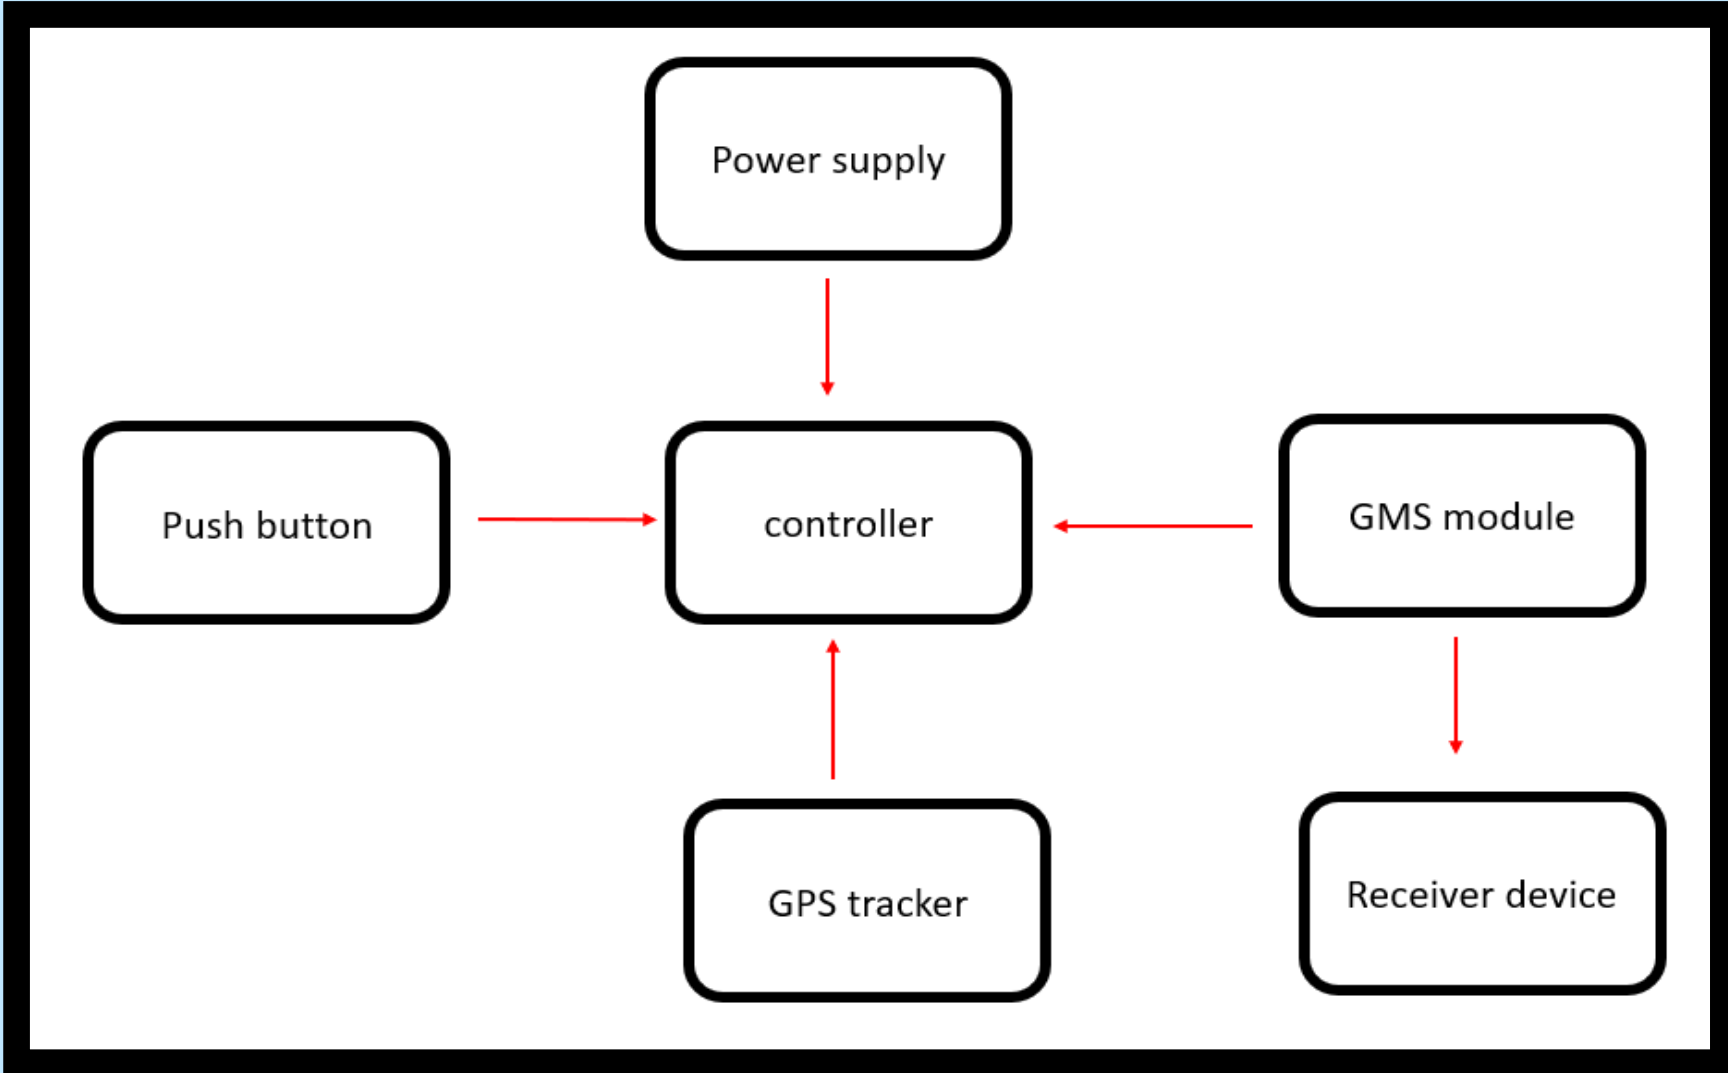 Power supply
Push button
controller
GMS module
GPS tracker
Receiver device